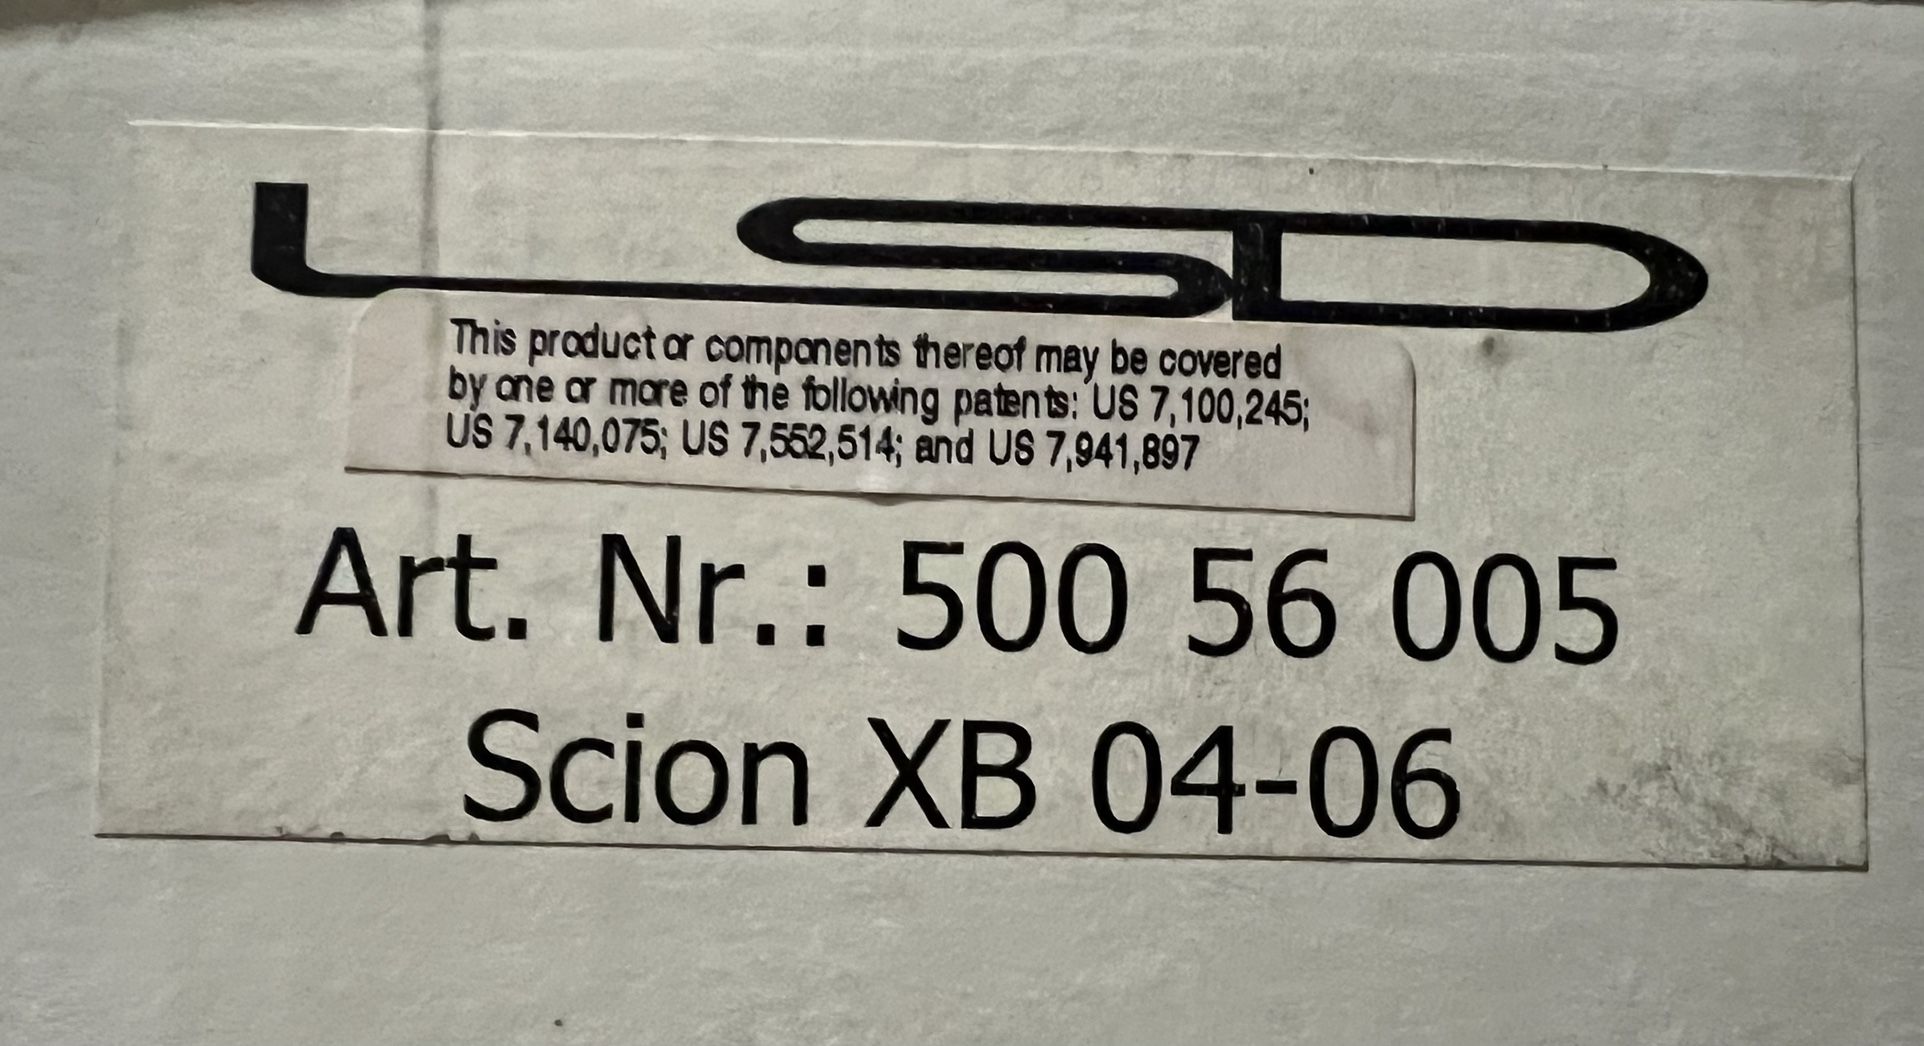 LSD
This product or components thereof may be covered
by one or more of the following patents: US 7,100,245;
US 7,140,075; US 7,552,514; and US 7,941,897
Art. Nr.: 500 56 005
Scion XB 04-06